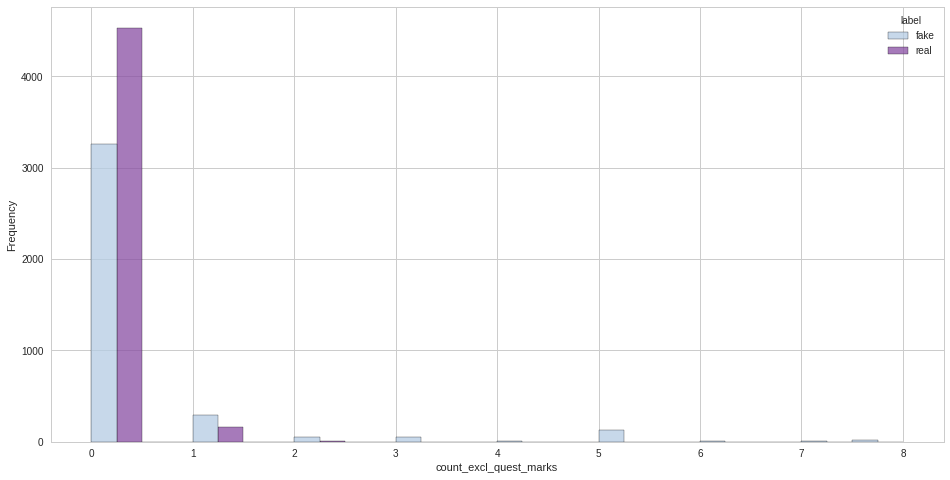 label
fake
real
Frequency
4000
3000
2000
1000
0
0 1 2 3 4 5 6 7 8
count_excl_quest_marks